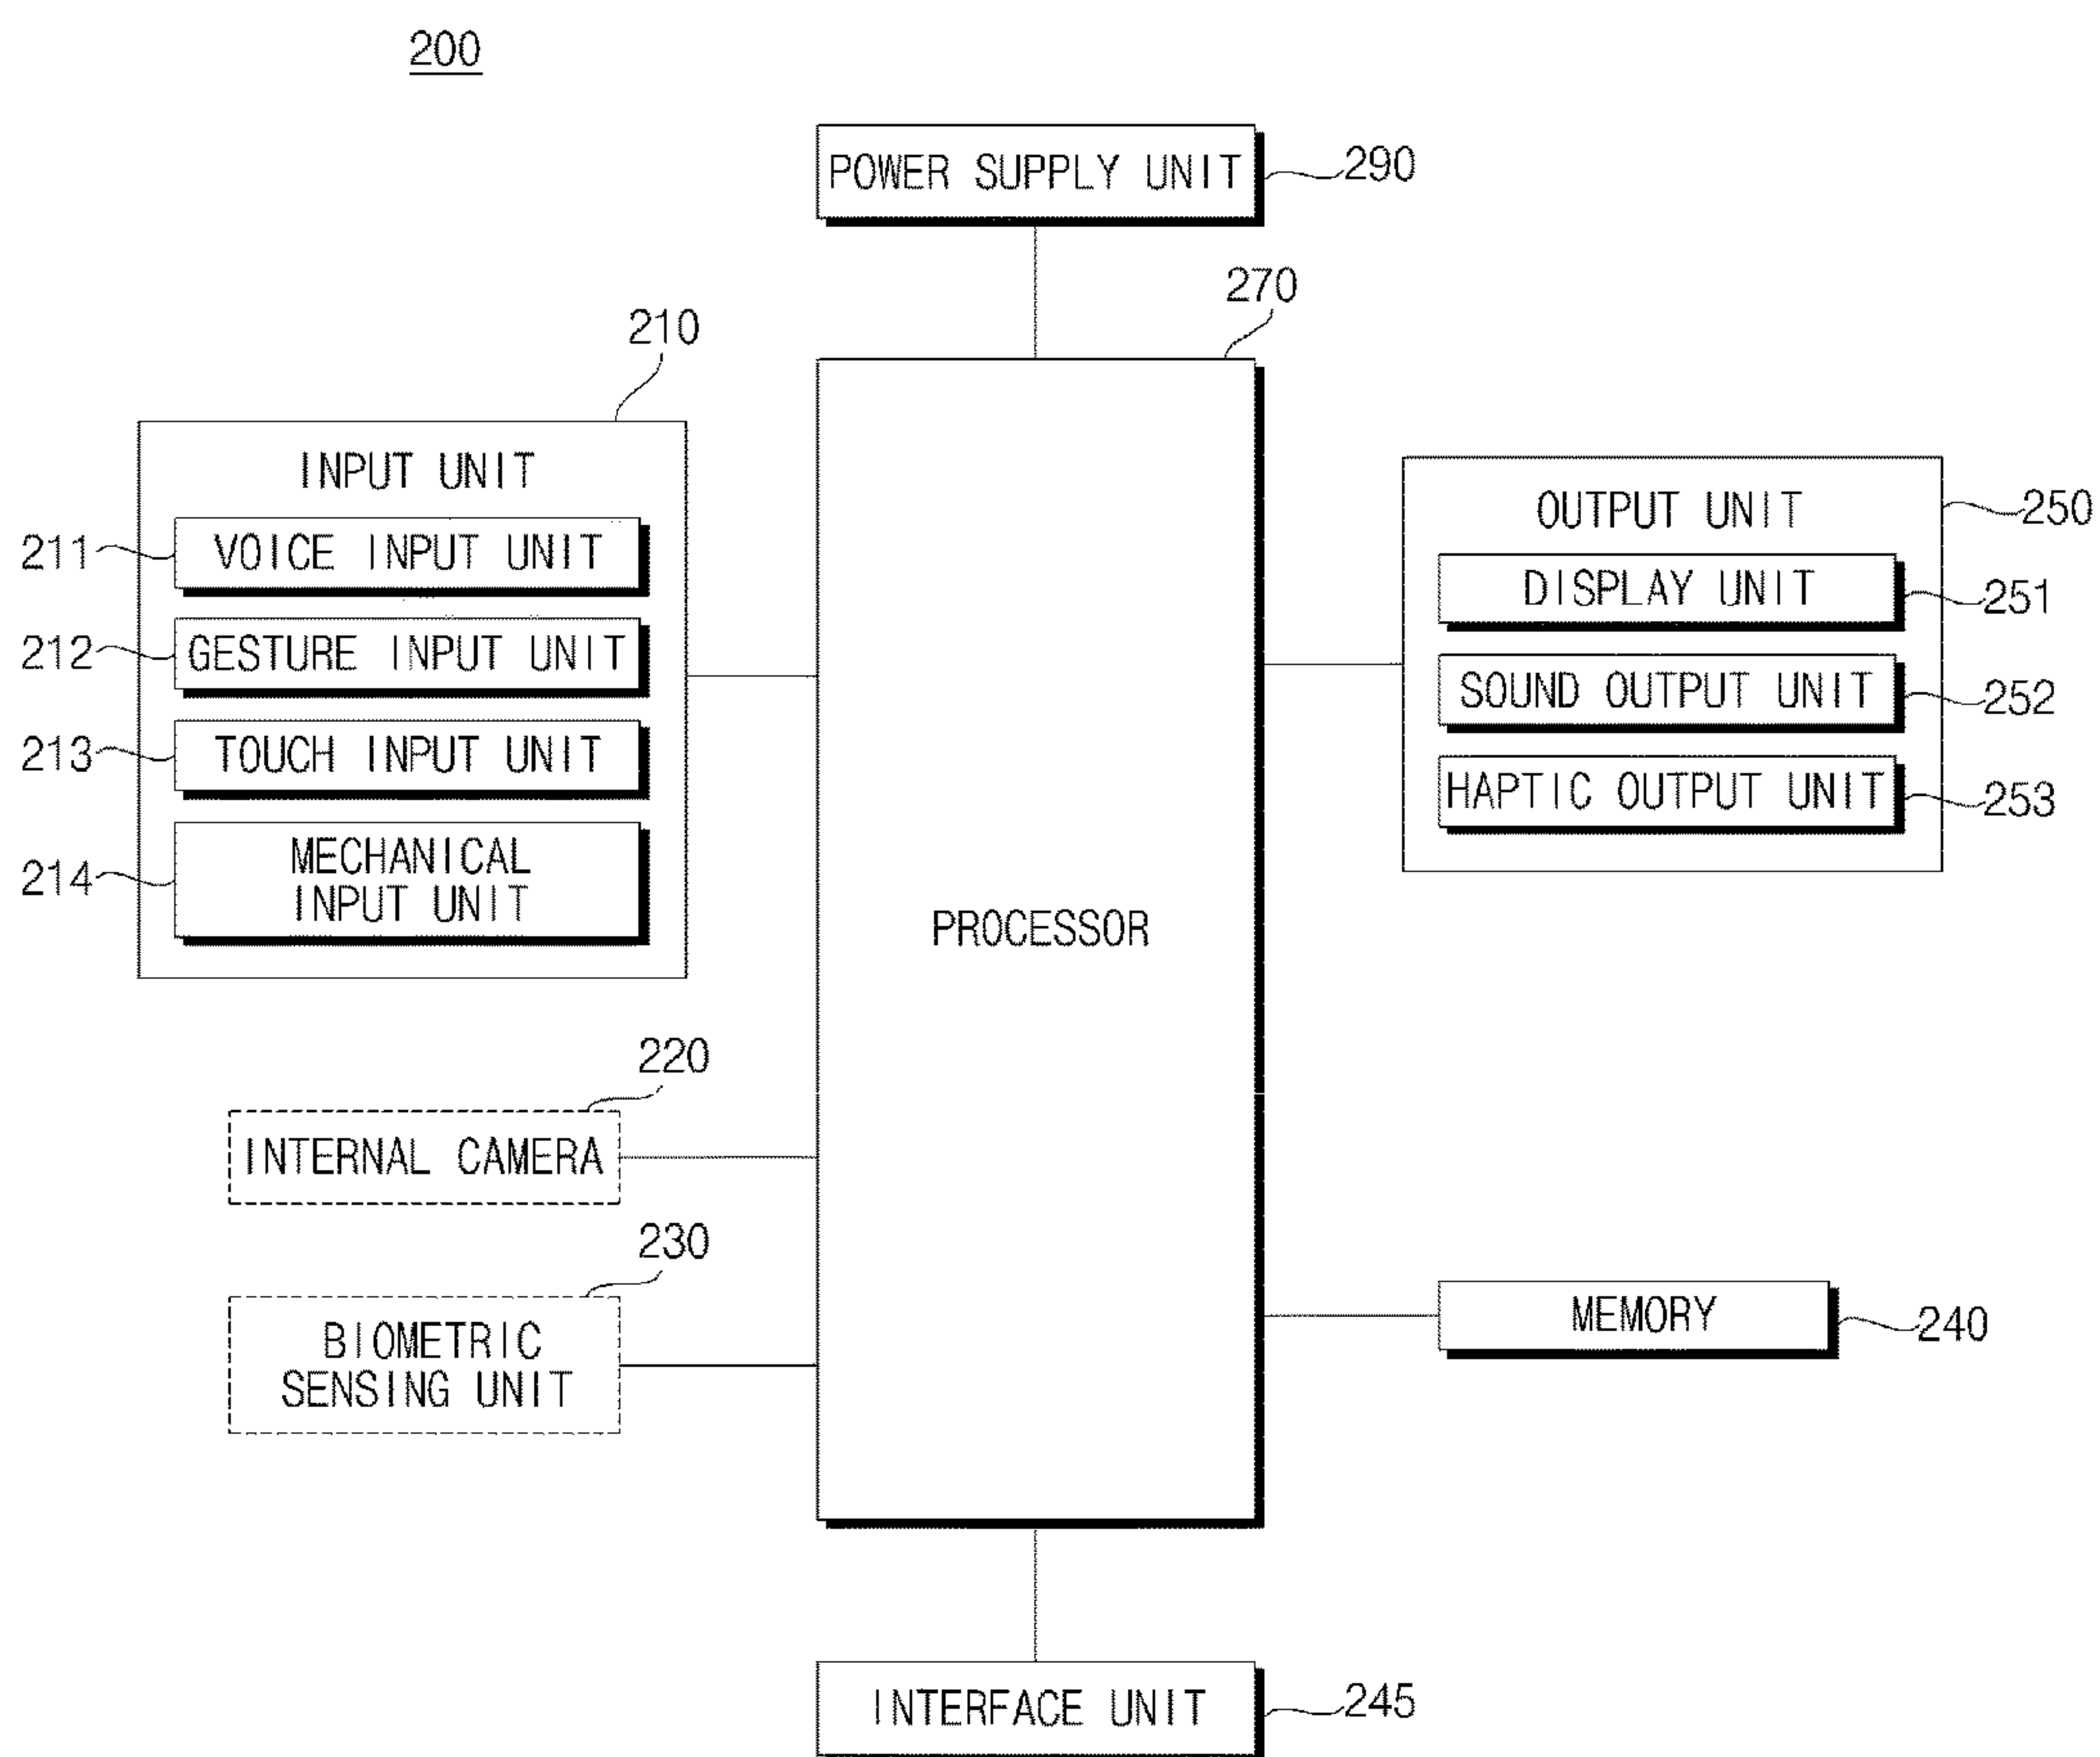 200
POWER SUPPLY UNIT
290
270
210
INPUT UNIT
211
VOICE INPUT UNIT
212
GESTURE INPUT UNIT
213
TOUCH INPUT UNIT
214
MECHANICAL
INPUT UNIT
PROCESSOR
OUTPUT UNIT
250
DISPLAY UNIT
251
SOUND OUTPUT UNIT
252
HAPTIC OUTPUT UNIT
253
220
INTERNAL CAMERA
230
BIOMETRIC
SENSING UNIT
MEMORY
240
INTERFACE UNIT
245